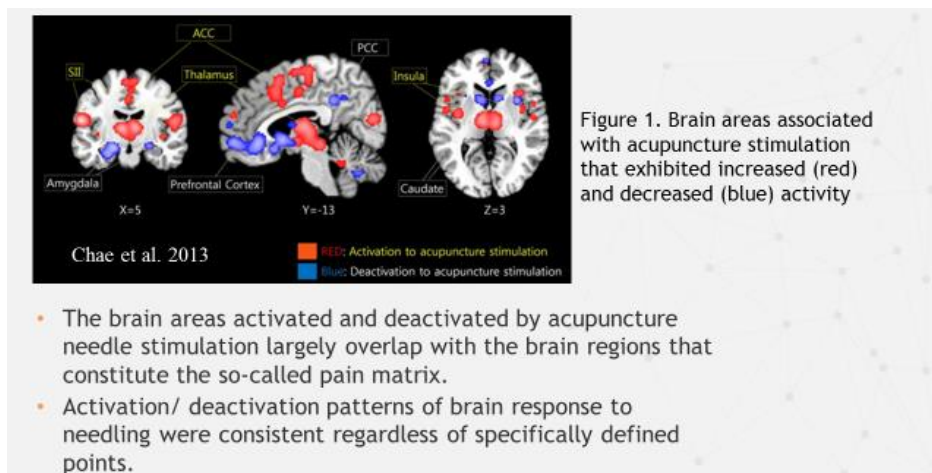 ACC
PCC
SII
Thalamus
Insula
Amygdala
Prefrontal Cortex
Caudate
X=5
Y=-13
Z=3
Chae et al. 2013
RED: Activation to acupuncture stimulation
Blue: Deactivation to acupuncture stimulation
Figure 1. Brain areas associated
with acupuncture stimulation
that exhibited increased (red)
and decreased (blue) activity
• The brain areas activated and deactivated by acupuncture
needle stimulation largely overlap with the brain regions that
constitute the so-called pain matrix.
• Activation/ deactivation patterns of brain response to
needling were consistent regardless of specifically defined
points.